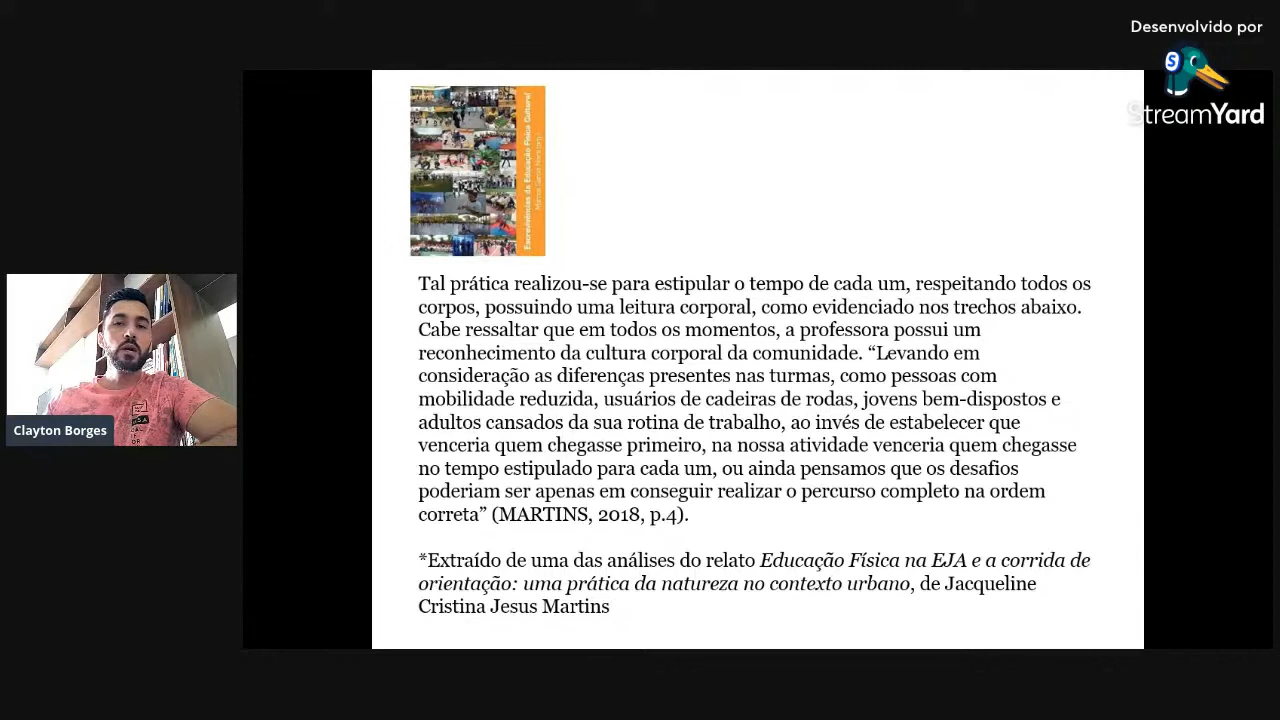 Desenvolvido por
StreamYard
Escrevivências da Educação Física Cultural
Tal prática realizou-se para estipular o tempo de cada um, respeitando todos os
corpos, possuindo uma leitura corporal, como evidenciado nos trechos abaixo.
Cabe ressaltar que em todos os momentos, a professora possui um
reconhecimento da cultura corporal da comunidade. “Levando em
consideração as diferenças presentes nas turmas, como pessoas com
mobilidade reduzida, usuários de cadeiras de rodas, jovens bem-dispostos e
adultos cansados da sua rotina de trabalho, ao invés de estabelecer que
venceria quem chegasse primeiro, na nossa atividade venceria quem chegasse
no tempo estipulado para cada um, ou ainda pensamos que os desafios
poderiam ser apenas em conseguir realizar o percurso completo na ordem
correta” (MARTINS, 2018, p.4).
*Extraído de uma das análises do relato Educação Física na EJA e a corrida de
orientação: uma prática da natureza no contexto urbano, de Jacqueline
Cristina Jesus Martins
Clayton Borges